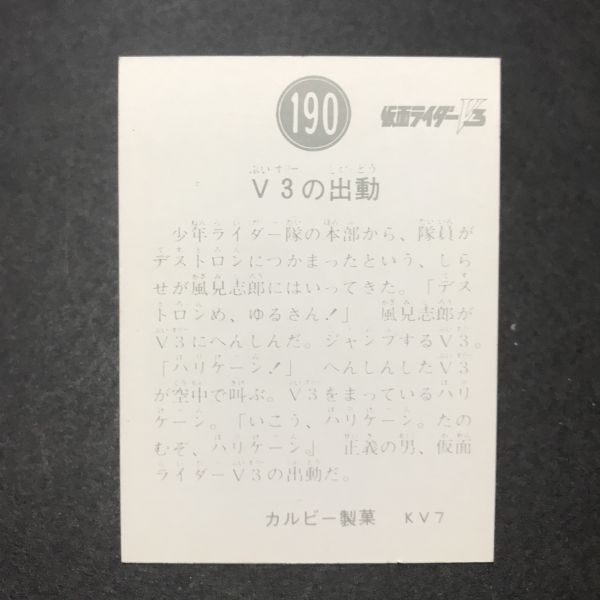 190
仮面ライダーV3
V3の出動
少年ライダー隊の本部から、隊員が
デストロンにつかまったという、しら
せが風見志郎にはいってきた。「デス
トロンめ、ゆるさん!」 風見志郎が
V3にへんしんだ。ジャンプするV3。
「ハリケーン!」 へんしんしたV3
が空中で叫ぶ。V3をまっているハリ
ケーン。「いこう、ハリケーン。たの
むぞ、ハリケーン」 正義の男、仮面
ライダーV3の出動だ。
カルビー製菓 KV7